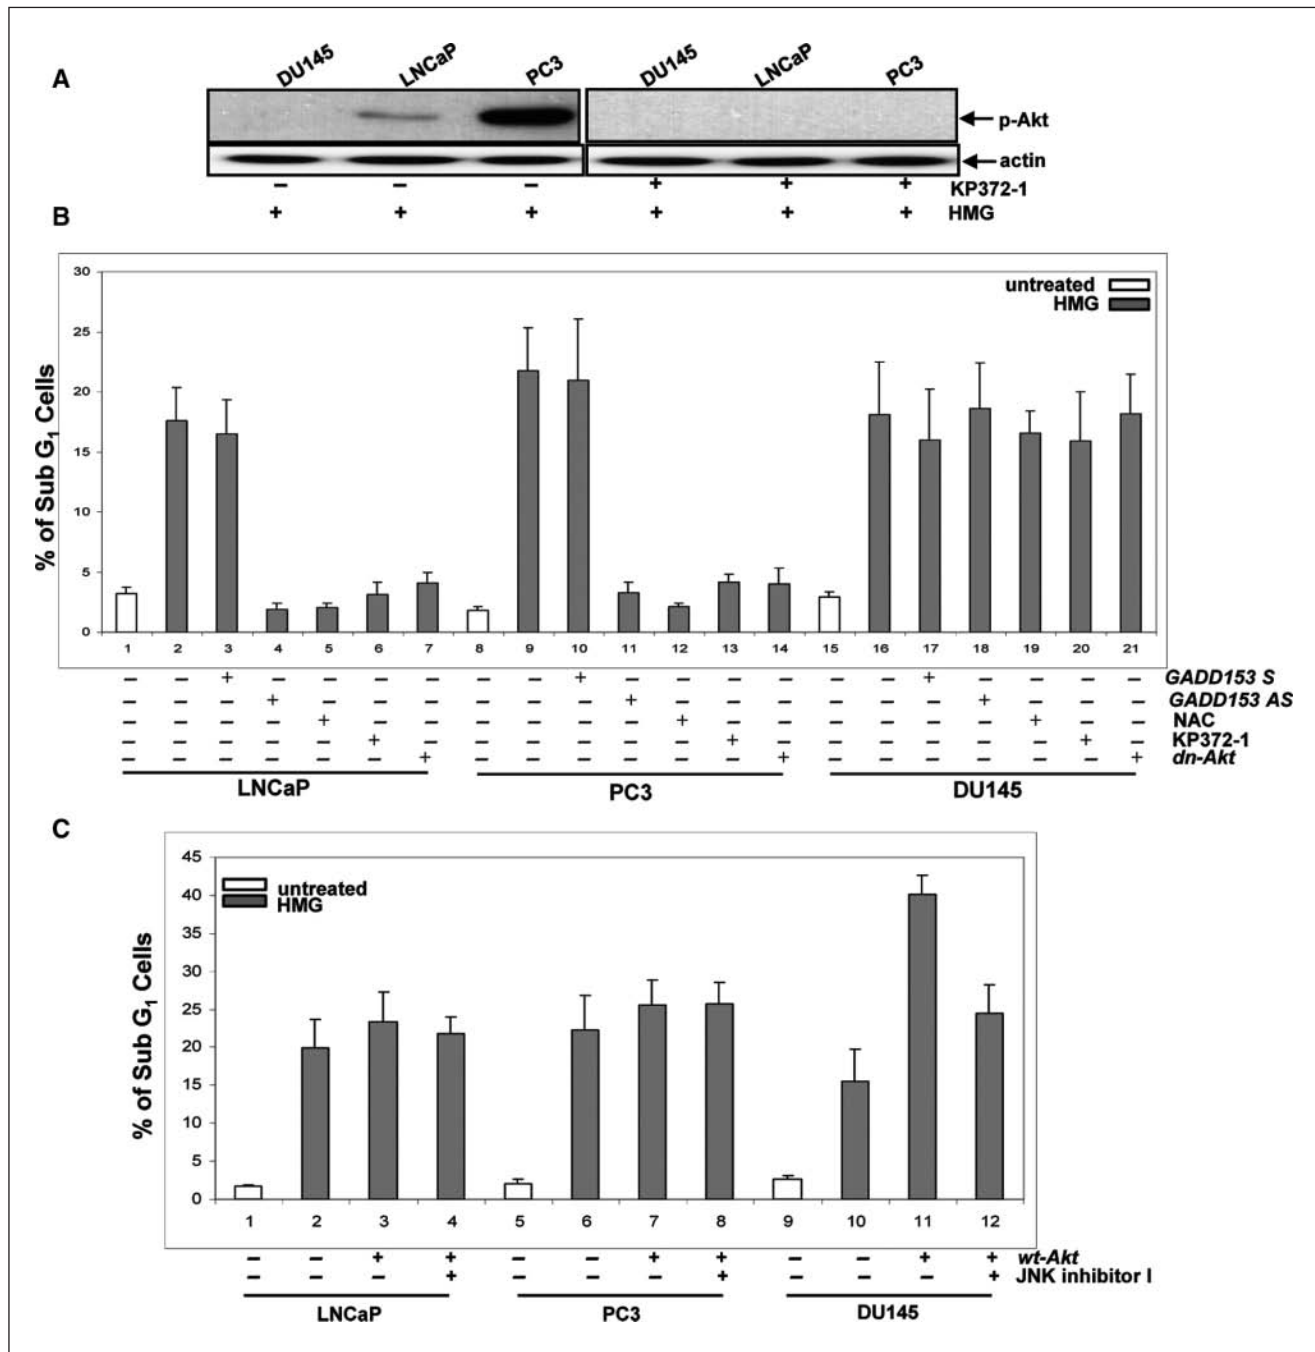 A
DU145 LNCaP PC3 DU145 LNCaP PC3
p-Akt
actin
– – – + + + KP372-1
+ + + + + + HMG
B
30
25
20
15
10
5
0
% of Sub G1 Cells
untreated
HMG
1 2 3 4 5 6 7 8 9 10 11 12 13 14 15 16 17 18 19 20 21
– – + – – – – – – + – – – – – – + – – – – GADD153 S
– – – + – – – – – – + – – – – – – + – – – GADD153 AS
– – – – + – – – – – – + – – – – – – + – – NAC
– – – – – + – – – – – – + – – – – – – + – KP372-1
– – – – – – + – – – – – – + – – – – – – + dn-Akt
LNCaP PC3 DU145
C
45
40
35
30
25
20
15
10
5
0
% of Sub G1 Cells
untreated
HMG
1 2 3 4 5 6 7 8 9 10 11 12
– – + + – – + + – – + + wt-Akt
– – – + – – – + – – – + JNK inhibitor I
LNCaP PC3 DU145